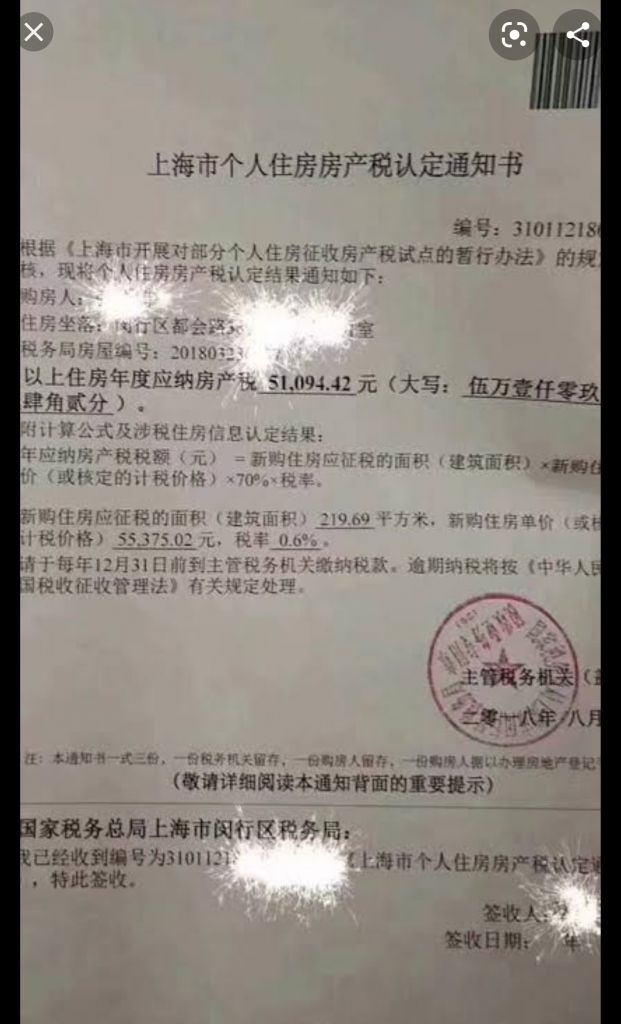 上海市个人住房房产税认定通知书
编号：310112180
根据《上海市开展对部分个人住房征收房产税试点的暂行办法》的规
核，现将个人住房房产税认定结果通知如下：
购房人：
住房坐落：闵行区都会路38 室
税务局房屋编号：20180323
以上住房年度应纳房产税 51,094.42 元（大写： 伍万壹仟零玖
肆角贰分 ）。
附计算公式及涉税住房信息认定结果：
年应纳房产税税额（元） ＝新购住房应征税的面积（建筑面积）×新购住
价（或核定的计税价格）×70%×税率。
新购住房应征税的面积（建筑面积） 219.69 平方米，新购住房单价（或核
计税价格） 55,375.02 元，税率 0.6% 。
请于每年12月31日前到主管税务机关缴纳税款。逾期纳税将按《中华人民
国税收征收管理法》有关规定处理。
主管税务机关（盖
二零一八年 八月
注：本通知书一式三份，一份税务机关留存，一份购房人留存，一份购房人据以办理房地产登记
（敬请详细阅读本通知背面的重要提示）
国家税务总局上海市闵行区税务局：
我已经收到编号为31011218 《上海市个人住房房产税认定通
，特此签收。
签收人：
签收日期： 年